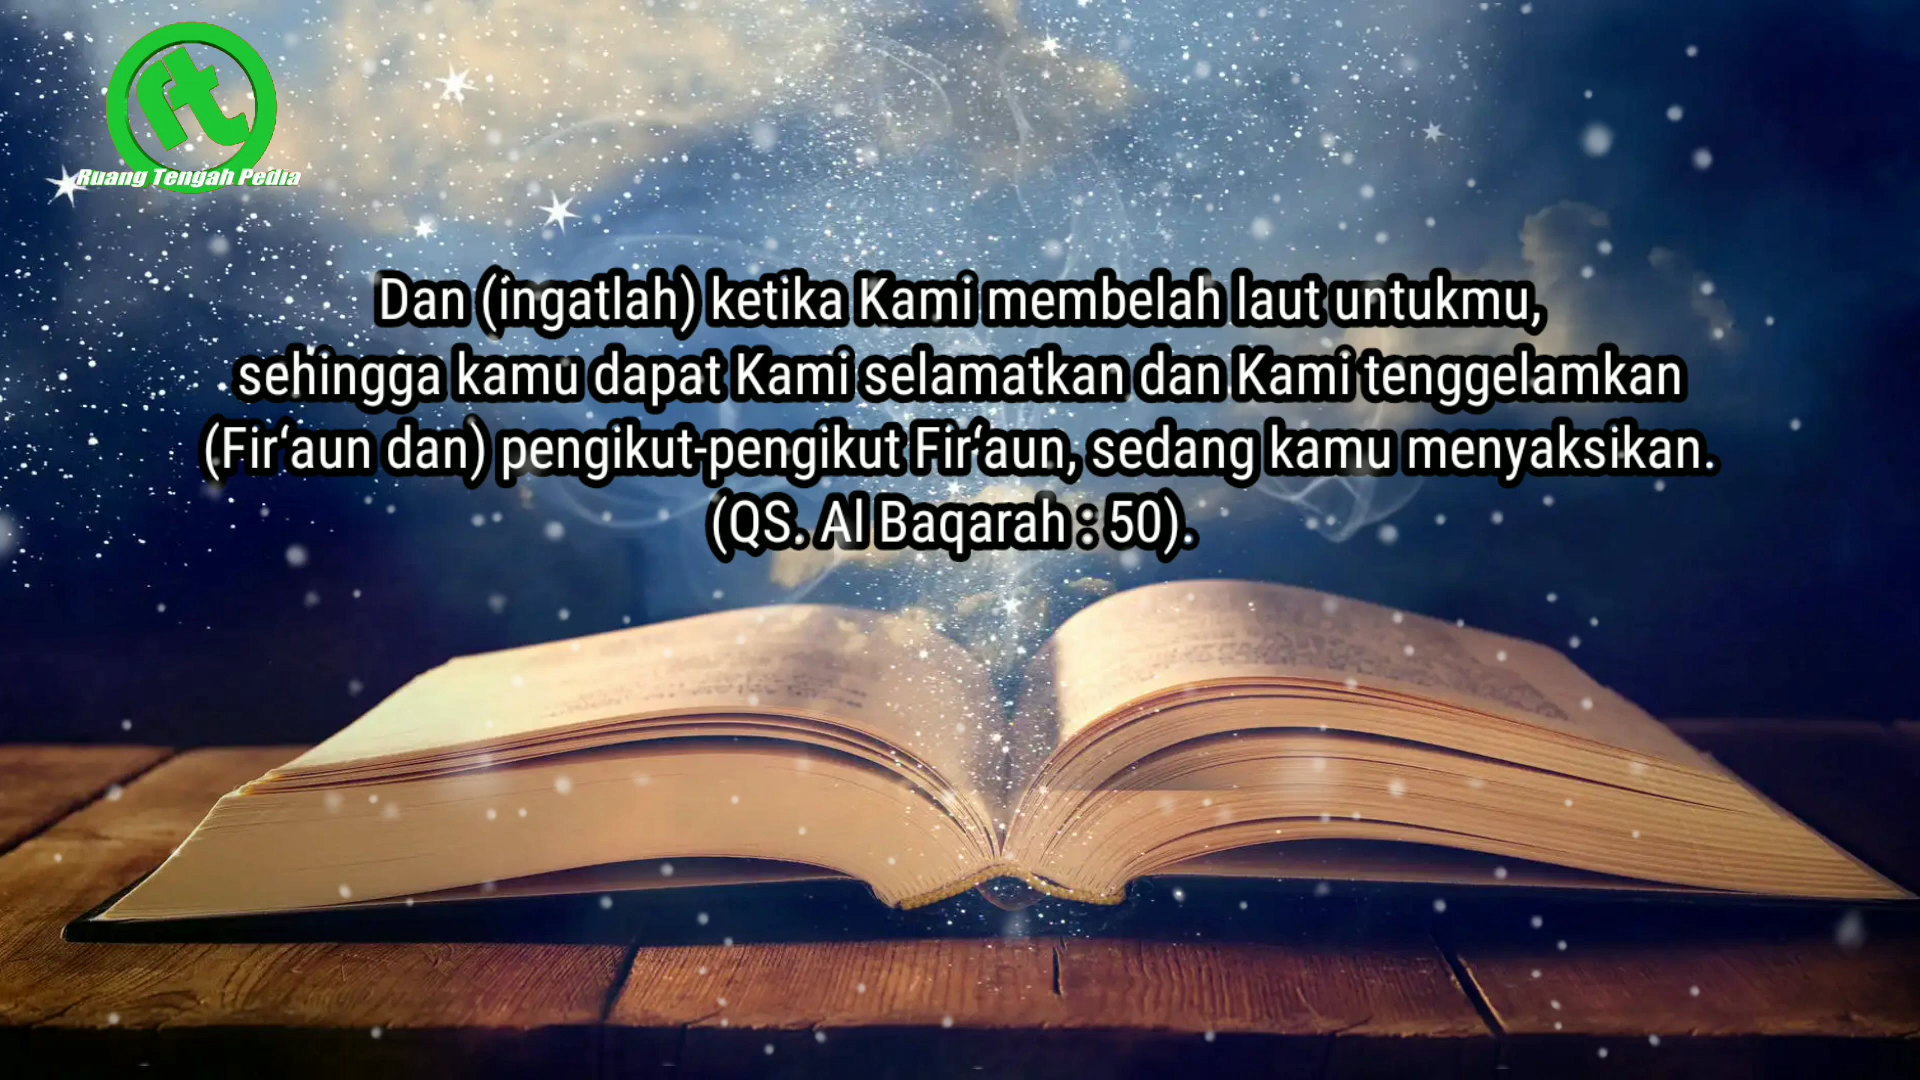 Ruang Tengah Pedia
Dan (ingatlah) ketika Kami membelah laut untukmu,
sehingga kamu dapat Kami selamatkan dan Kami tenggelamkan
(Fir‘aun dan) pengikut-pengikut Fir‘aun, sedang kamu menyaksikan.
(QS. Al Baqarah : 50).